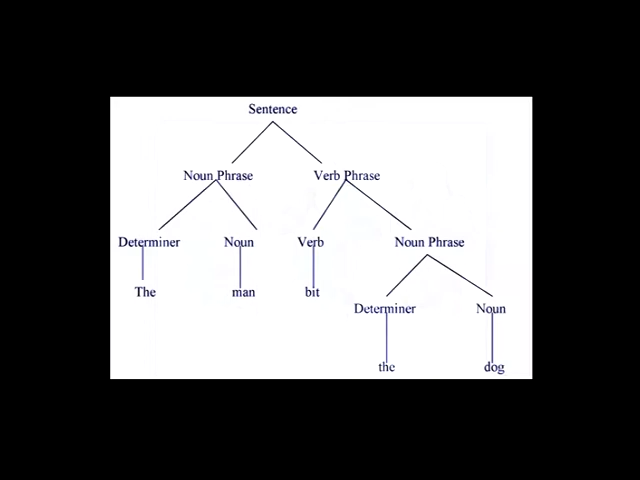 Sentence
Noun Phrase Verb Phrase
Determiner Noun Verb Noun Phrase
The man bit
Determiner Noun
the dog